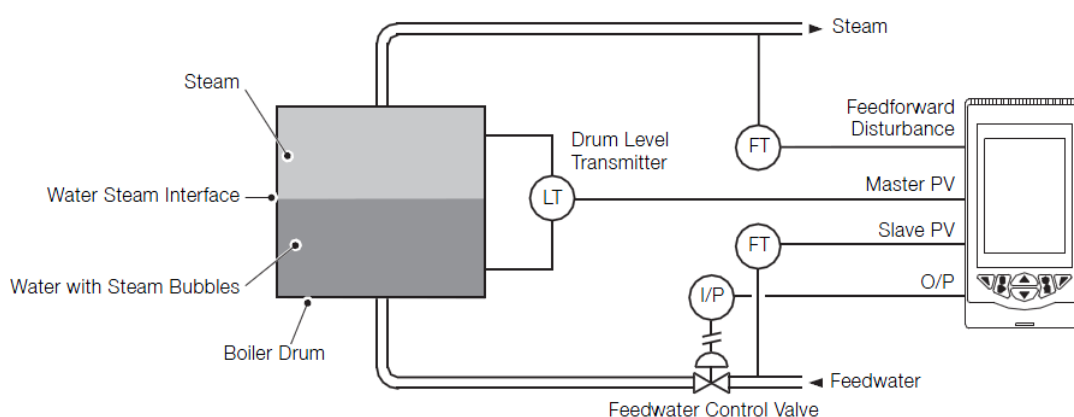 Steam
Steam
Feedforward
Disturbance
FT
Drum Level
Transmitter
Water Steam Interface
LT
Master PV
Slave PV
FT
Water with Steam Bubbles
I/P
O/P
Boiler Drum
Feedwater
Feedwater Control Valve